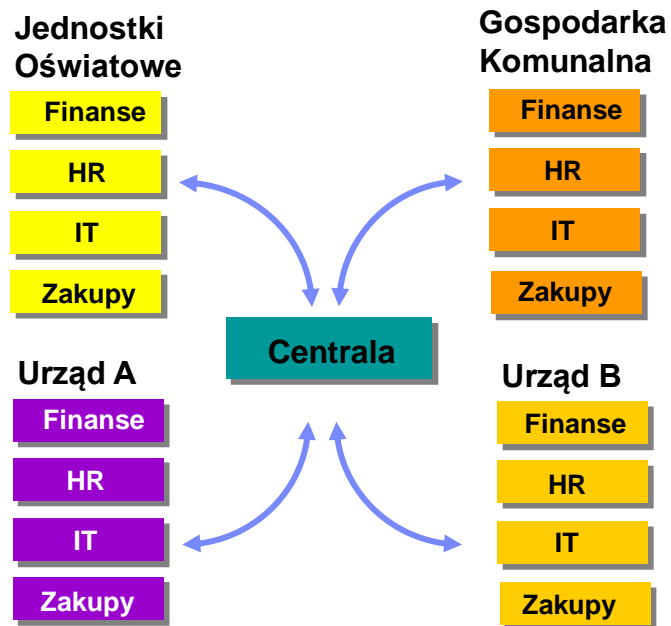 Jednostki
Oświatowe
Finanse
HR
IT
Zakupy
Gospodarka
Komunalna
Finanse
HR
IT
Zakupy
Centrala
Urząd A
Finanse
HR
IT
Zakupy
Urząd B
Finanse
HR
IT
Zakupy